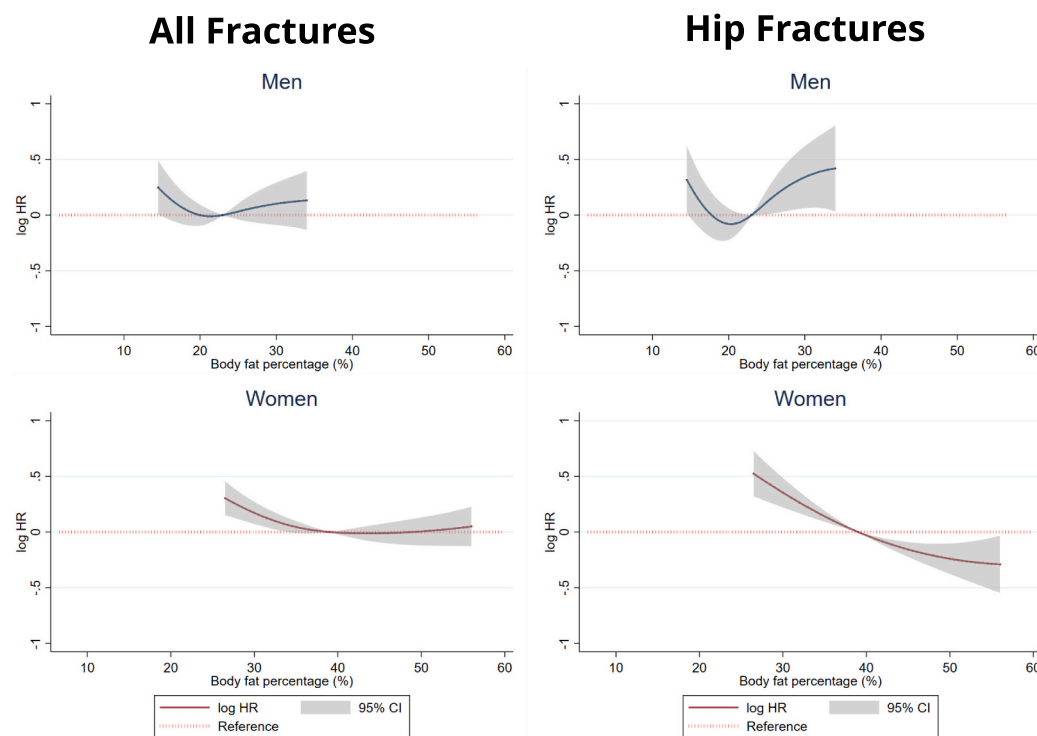 All Fractures
Hip Fractures
Men
1
.5
0
-.5
-1
log HR
10 20 30 40 50 60
Body fat percentage (%)
Men
1
.5
0
-.5
-1
log HR
10 20 30 40 50 60
Body fat percentage (%)
Women
1
.5
0
-.5
-1
log HR
10 20 30 40 50 60
Body fat percentage (%)
log HR 95% CI
Reference
Women
1
.5
0
-.5
-1
log HR
10 20 30 40 50 60
Body fat percentage (%)
log HR 95% CI
Reference